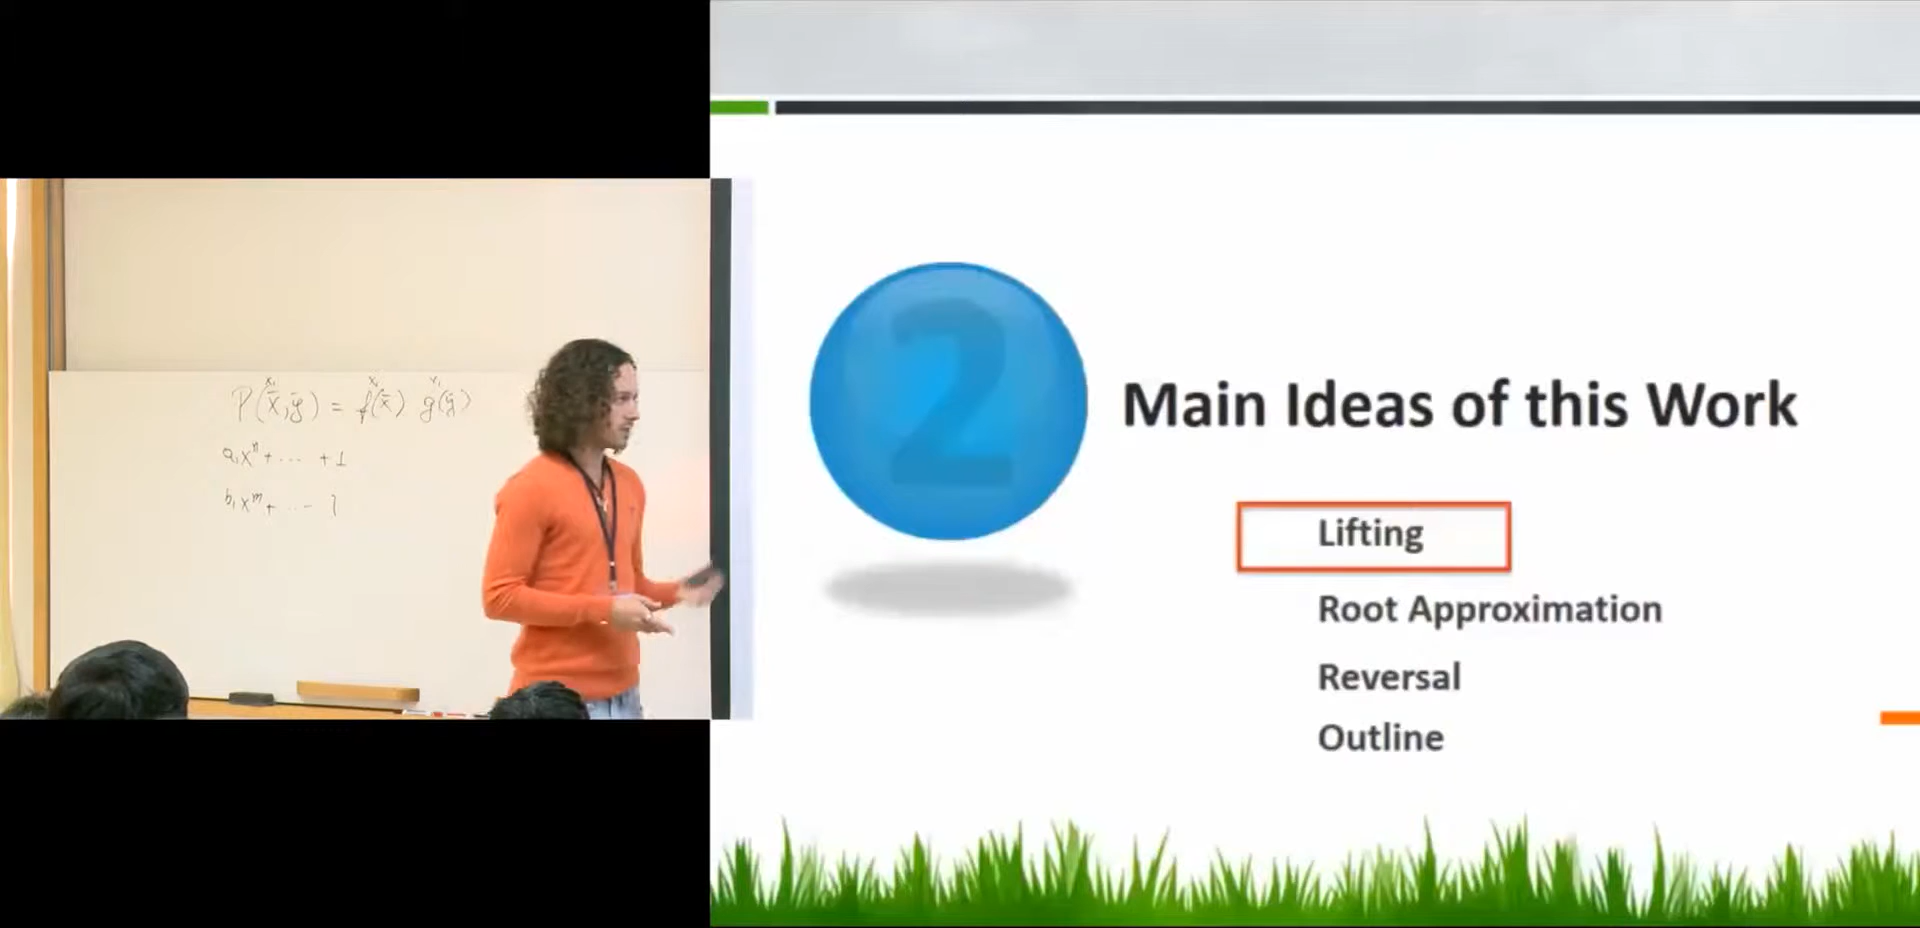 P(x̄,ȳ) = f(x̄) g(ȳ)
a₁xⁿ + ... + 1
b₁xᵐ + ... 1
2
Main Ideas of this Work
Lifting
Root Approximation
Reversal
Outline